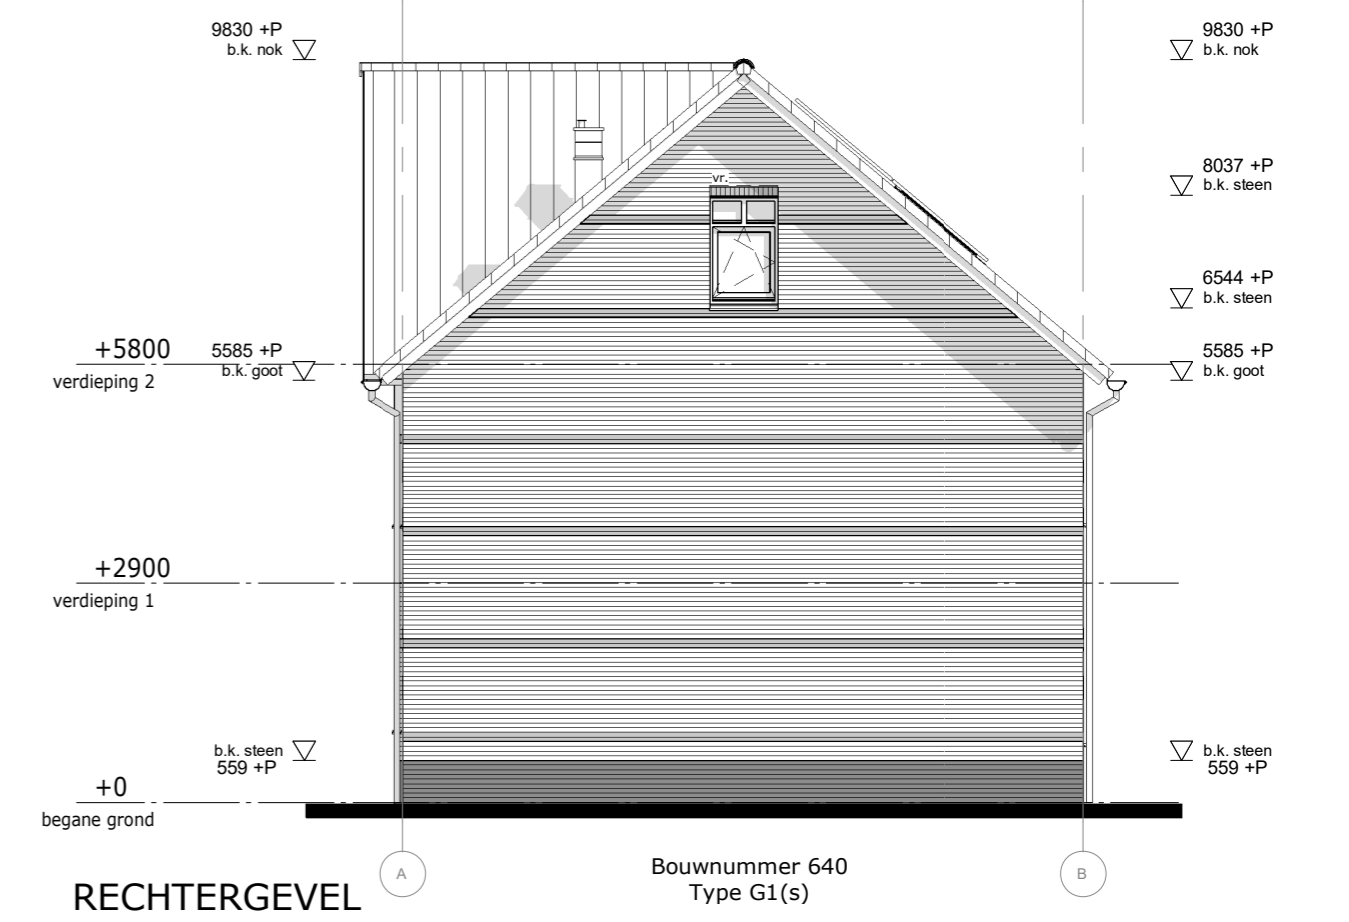 9830 +P
b.k. nok
9830 +P
b.k. nok
8037 +P
b.k. steen
vr.
6544 +P
b.k. steen
+5800
verdieping 2
5585 +P
b.k. goot
5585 +P
b.k. goot
+2900
verdieping 1
b.k. steen
559 +P
b.k. steen
559 +P
+0
begane grond
A
B
Bouwnummer 640
Type G1(s)
RECHTERGEVEL